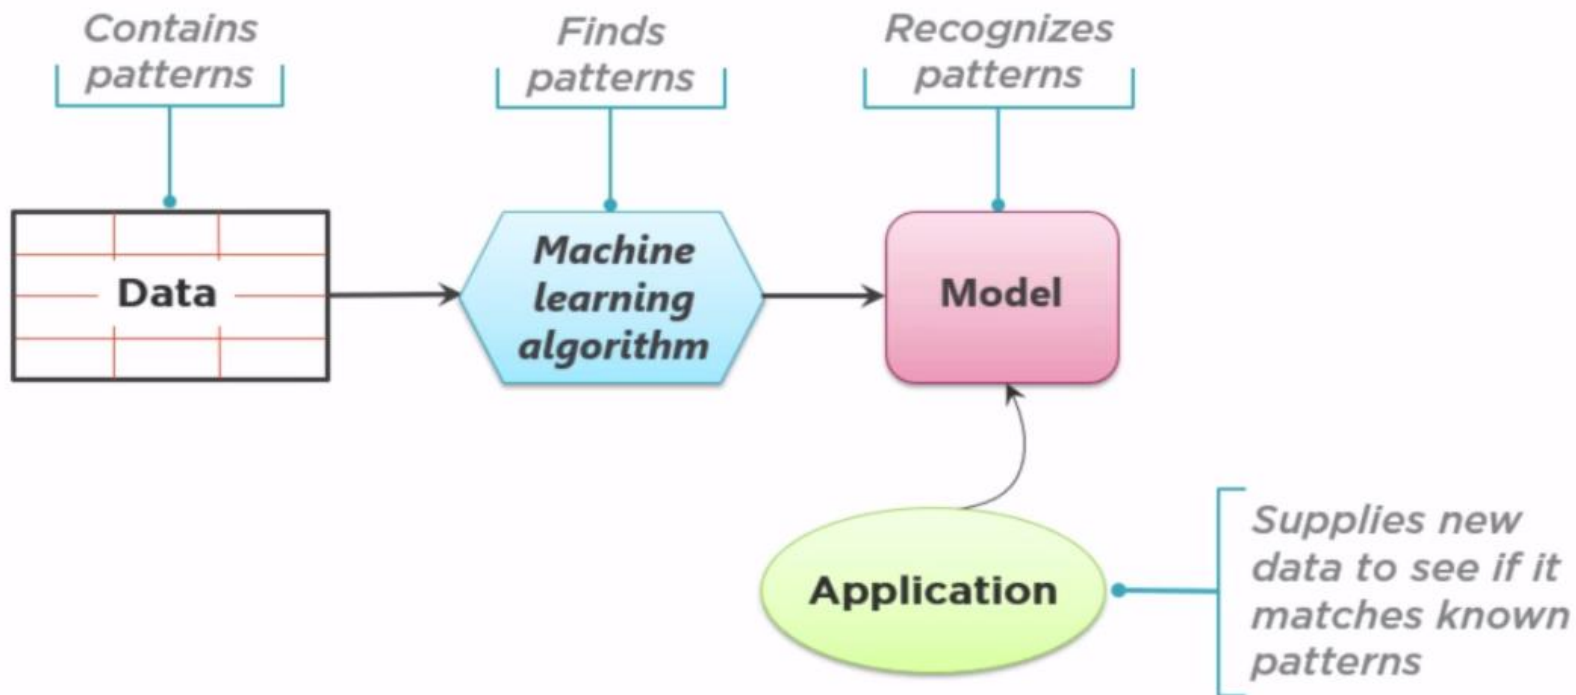 Contains
patterns
Finds
patterns
Recognizes
patterns
Data
Machine
learning
algorithm
Model
Application
Supplies new
data to see if it
matches known
patterns